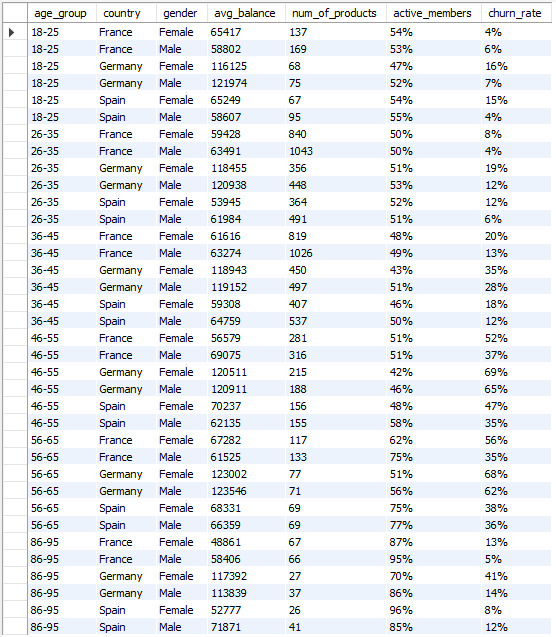 age_group country gender avg_balance num_of_products active_members churn_rate
18-25 France Female 65417 137 54% 4%
18-25 France Male 58802 169 53% 6%
18-25 Germany Female 116125 68 47% 16%
18-25 Germany Male 121974 75 52% 7%
18-25 Spain Female 65249 67 54% 15%
18-25 Spain Male 58607 95 55% 4%
26-35 France Female 59428 840 50% 8%
26-35 France Male 63491 1043 50% 4%
26-35 Germany Female 118455 356 51% 19%
26-35 Germany Male 120938 448 53% 12%
26-35 Spain Female 53945 364 52% 12%
26-35 Spain Male 61984 491 51% 6%
36-45 France Female 61616 819 48% 20%
36-45 France Male 63274 1026 49% 13%
36-45 Germany Female 118943 450 43% 35%
36-45 Germany Male 119152 497 51% 28%
36-45 Spain Female 59308 407 46% 18%
36-45 Spain Male 64759 537 50% 12%
46-55 France Female 56579 281 51% 52%
46-55 France Male 69075 316 51% 37%
46-55 Germany Female 120511 215 42% 69%
46-55 Germany Male 120911 188 46% 65%
46-55 Spain Female 70237 156 48% 47%
46-55 Spain Male 62135 155 58% 35%
56-65 France Female 67282 117 62% 56%
56-65 France Male 61525 133 75% 35%
56-65 Germany Female 123002 77 51% 68%
56-65 Germany Male 123546 71 56% 62%
56-65 Spain Female 68331 69 75% 38%
56-65 Spain Male 66359 69 77% 36%
86-95 France Female 48861 67 87% 13%
86-95 France Male 58406 66 95% 5%
86-95 Germany Female 117392 27 70% 41%
86-95 Germany Male 113839 37 86% 14%
86-95 Spain Female 52777 26 96% 8%
86-95 Spain Male 71871 41 85% 12%